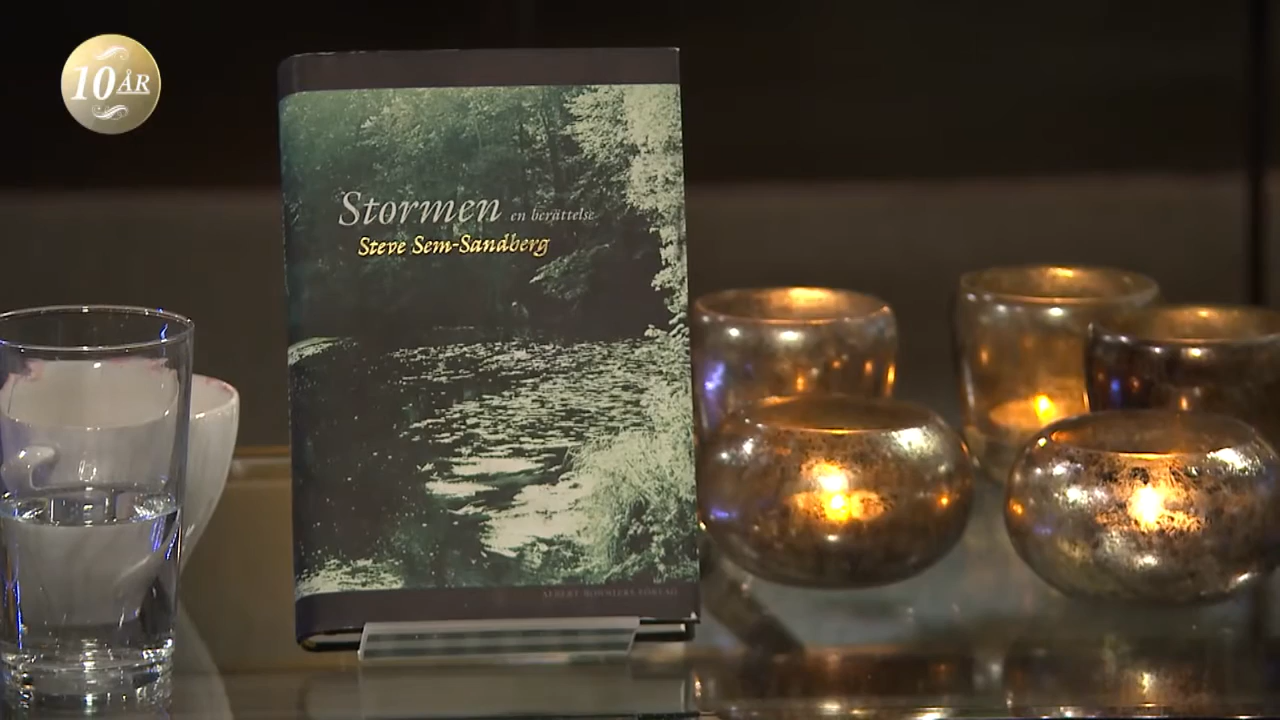 10 ÅR
Stormen en berättelse
Steve Sem-Sandberg
ALBERT BONNIERS FÖRLAG